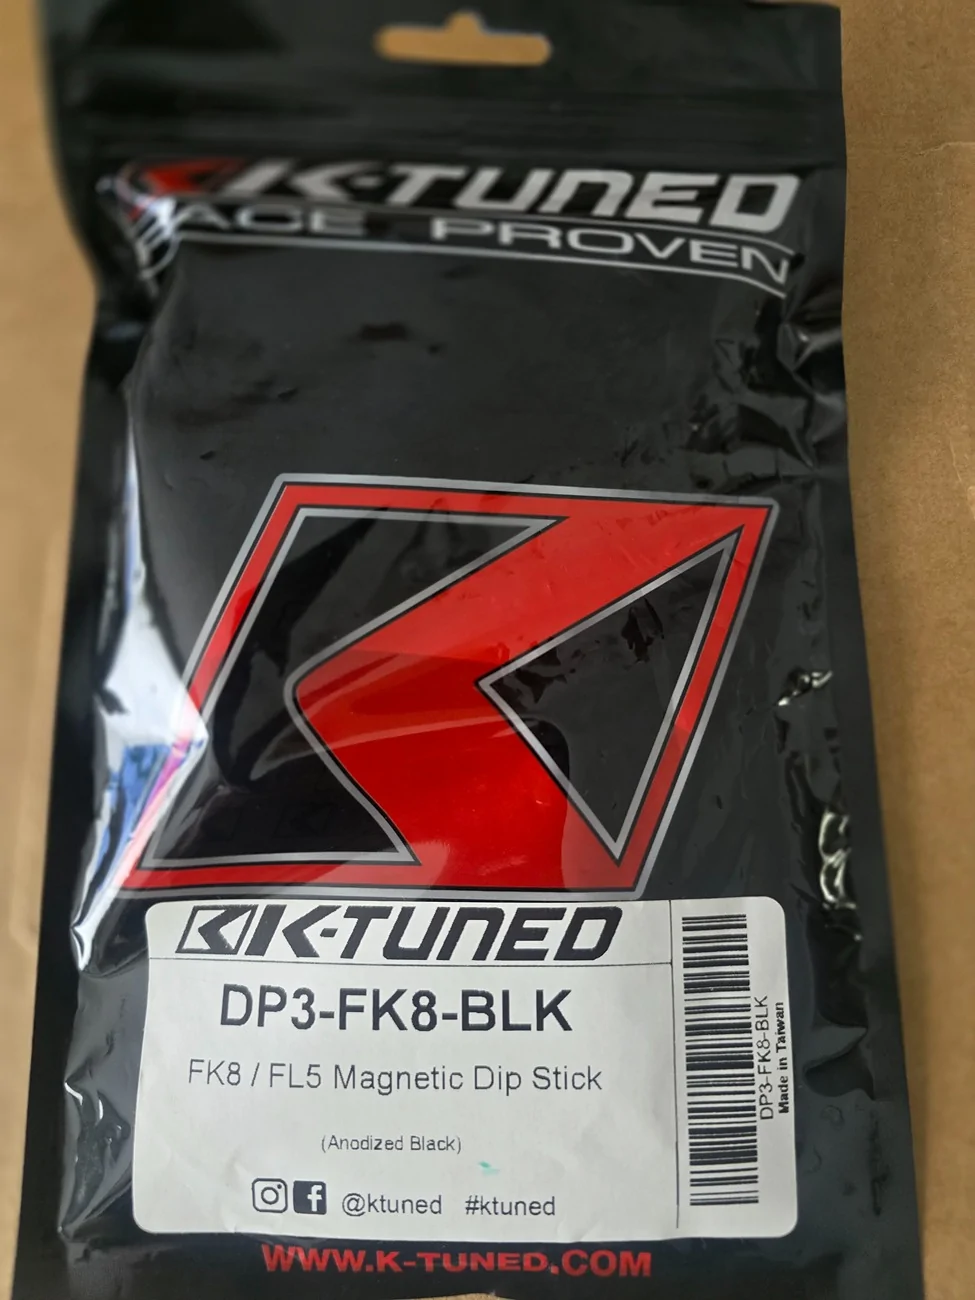 K-TUNED
RACE PROVEN
K-TUNED
DP3-FK8-BLK
FK8 / FL5 Magnetic Dip Stick
(Anodized Black)
@ktuned #ktuned
DP3-FK8-BLK
Made in Taiwan
WWW.K-TUNED.COM